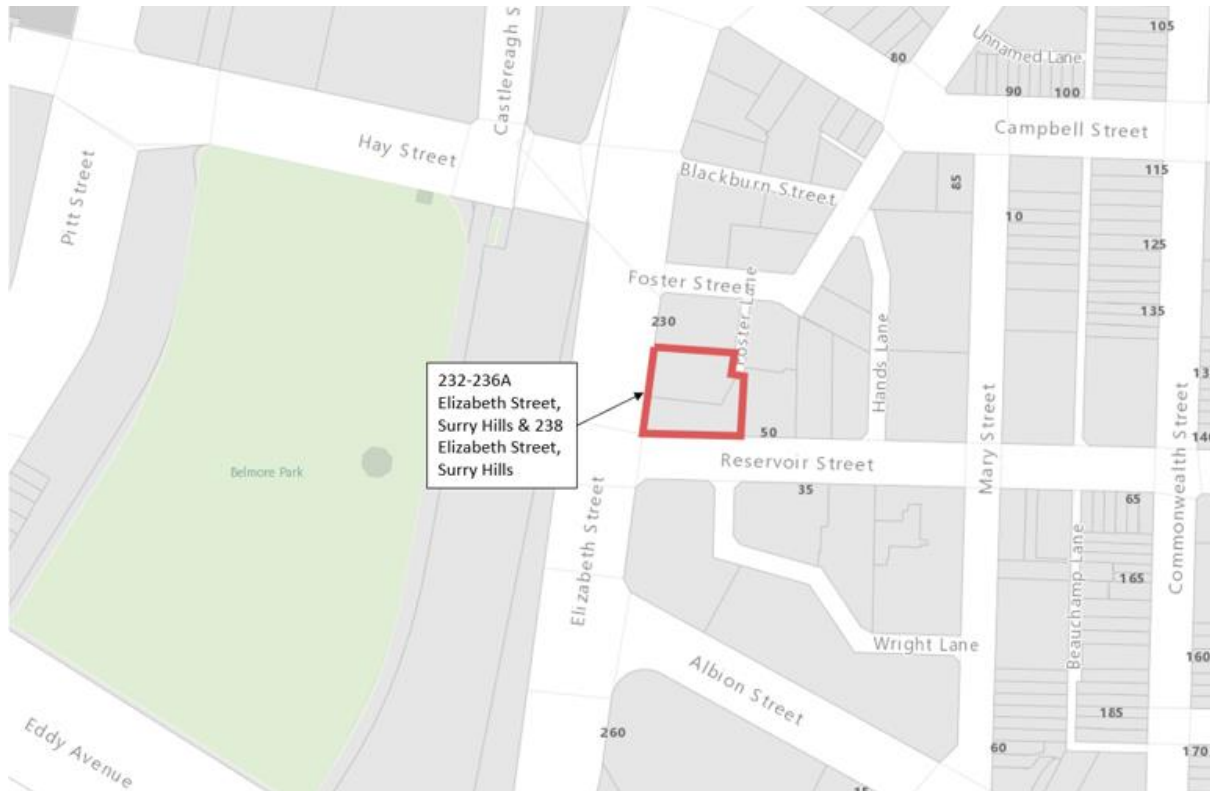 Castlereagh S
105
80
Unnamed Lane
90
100
Hay Street
Campbell Street
Pitt Street
115
Blackburn Street
85
10
125
Foster Street
Foster Lane
135
230
232-236A
Elizabeth Street,
Surry Hills & 238
Elizabeth Street,
Surry Hills
Hands Lane
13
50
140
Belmore Park
Reservoir Street
Mary Street
Commonwealth Street
35
65
Elizabeth Street
Beauchamp Lane
165
Wright Lane
160
Albion Street
185
Eddy Avenue
260
60
170
15